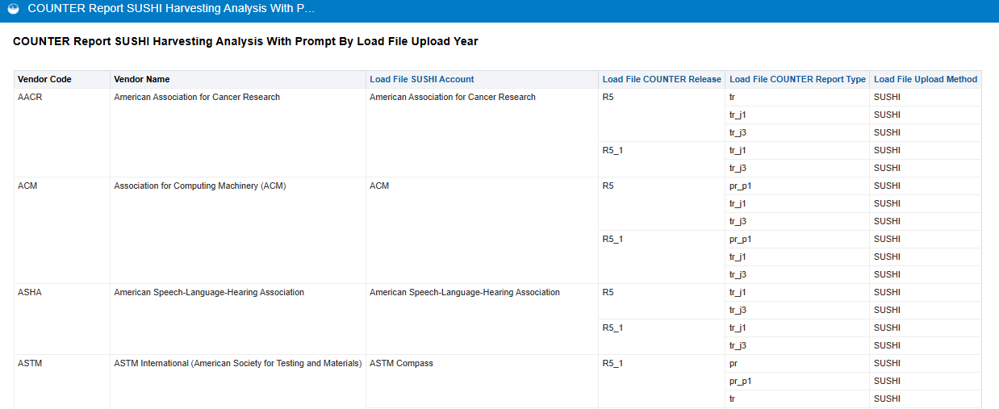 COUNTER Report SUSHI Harvesting Analysis With P...
COUNTER Report SUSHI Harvesting Analysis With Prompt By Load File Upload Year
Vendor Code Vendor Name Load File SUSHI Account Load File COUNTER Release Load File COUNTER Report Type Load File Upload Method
AACR American Association for Cancer Research American Association for Cancer Research R5 tr SUSHI
tr_j1 SUSHI
tr_j3 SUSHI
R5_1 tr_j1 SUSHI
tr_j3 SUSHI
ACM Association for Computing Machinery (ACM) ACM R5 pr_p1 SUSHI
tr_j1 SUSHI
tr_j3 SUSHI
R5_1 pr_p1 SUSHI
tr_j1 SUSHI
tr_j3 SUSHI
ASHA American Speech-Language-Hearing Association American Speech-Language-Hearing Association R5 tr_j1 SUSHI
tr_j3 SUSHI
R5_1 tr_j1 SUSHI
tr_j3 SUSHI
ASTM ASTM International (American Society for Testing and Materials) ASTM Compass R5_1 pr SUSHI
pr_p1 SUSHI
tr SUSHI